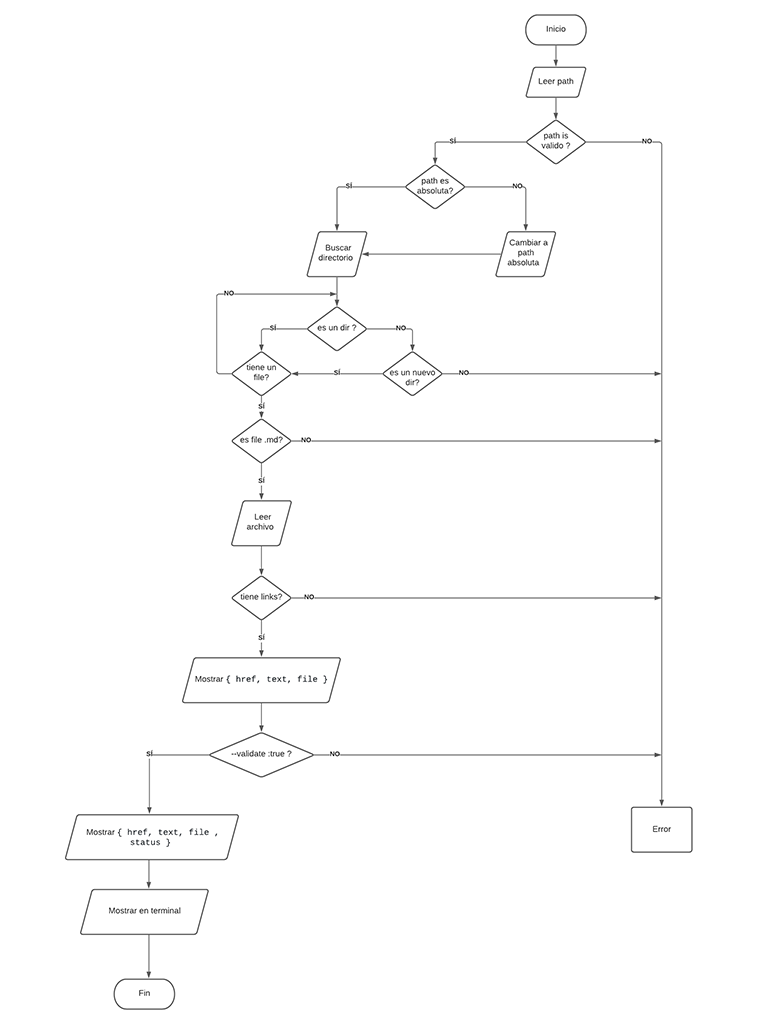 Inicio
Leer path
path is
valido ?
SÍ
NO
path es
absoluta?
SÍ
NO
Buscar
directorio
Cambiar a
path
absoluta
NO
es un dir ?
SÍ
NO
tiene un
file?
SÍ
es un nuevo
dir?
NO
SÍ
es file .md?
NO
SÍ
Leer
archivo
tiene links?
NO
SÍ
Mostrar { href, text, file }
--validate :true ?
SÍ
NO
Mostrar { href, text, file ,
status }
Error
Mostrar en terminal
Fin